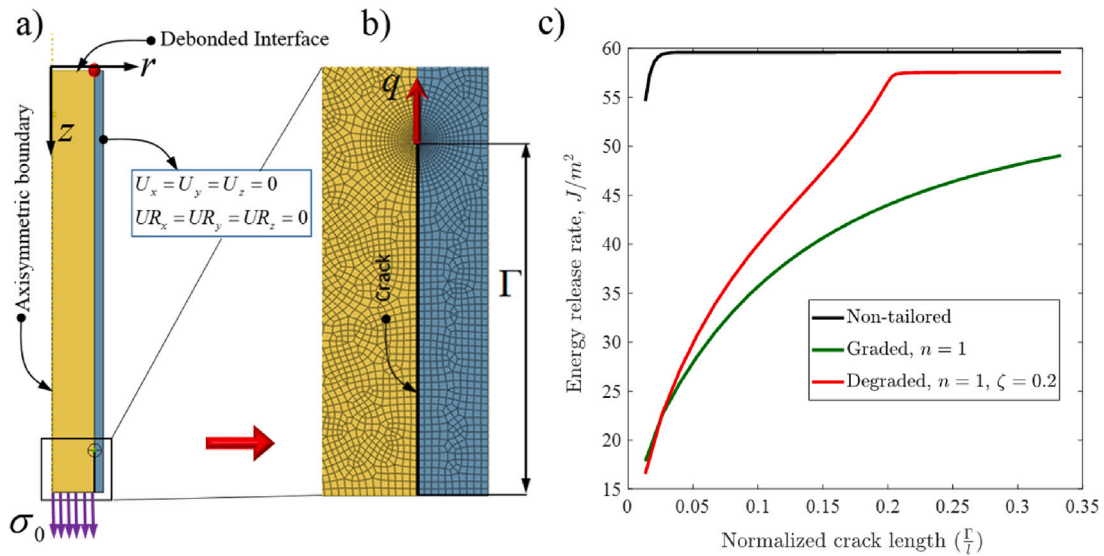 a)
Debonded Interface
r
z
Axisymmetric boundary
U_x = U_y = U_z = 0
UR_x = UR_y = UR_z = 0
σ_0
b)
q
Crack
Γ
c)
Energy release rate, J/m²
60
55
50
45
40
35
30
25
20
15
Non-tailored
Graded, n = 1
Degraded, n = 1, ζ = 0.2
0 0.05 0.1 0.15 0.2 0.25 0.3 0.35
Normalized crack length (Γ/l)